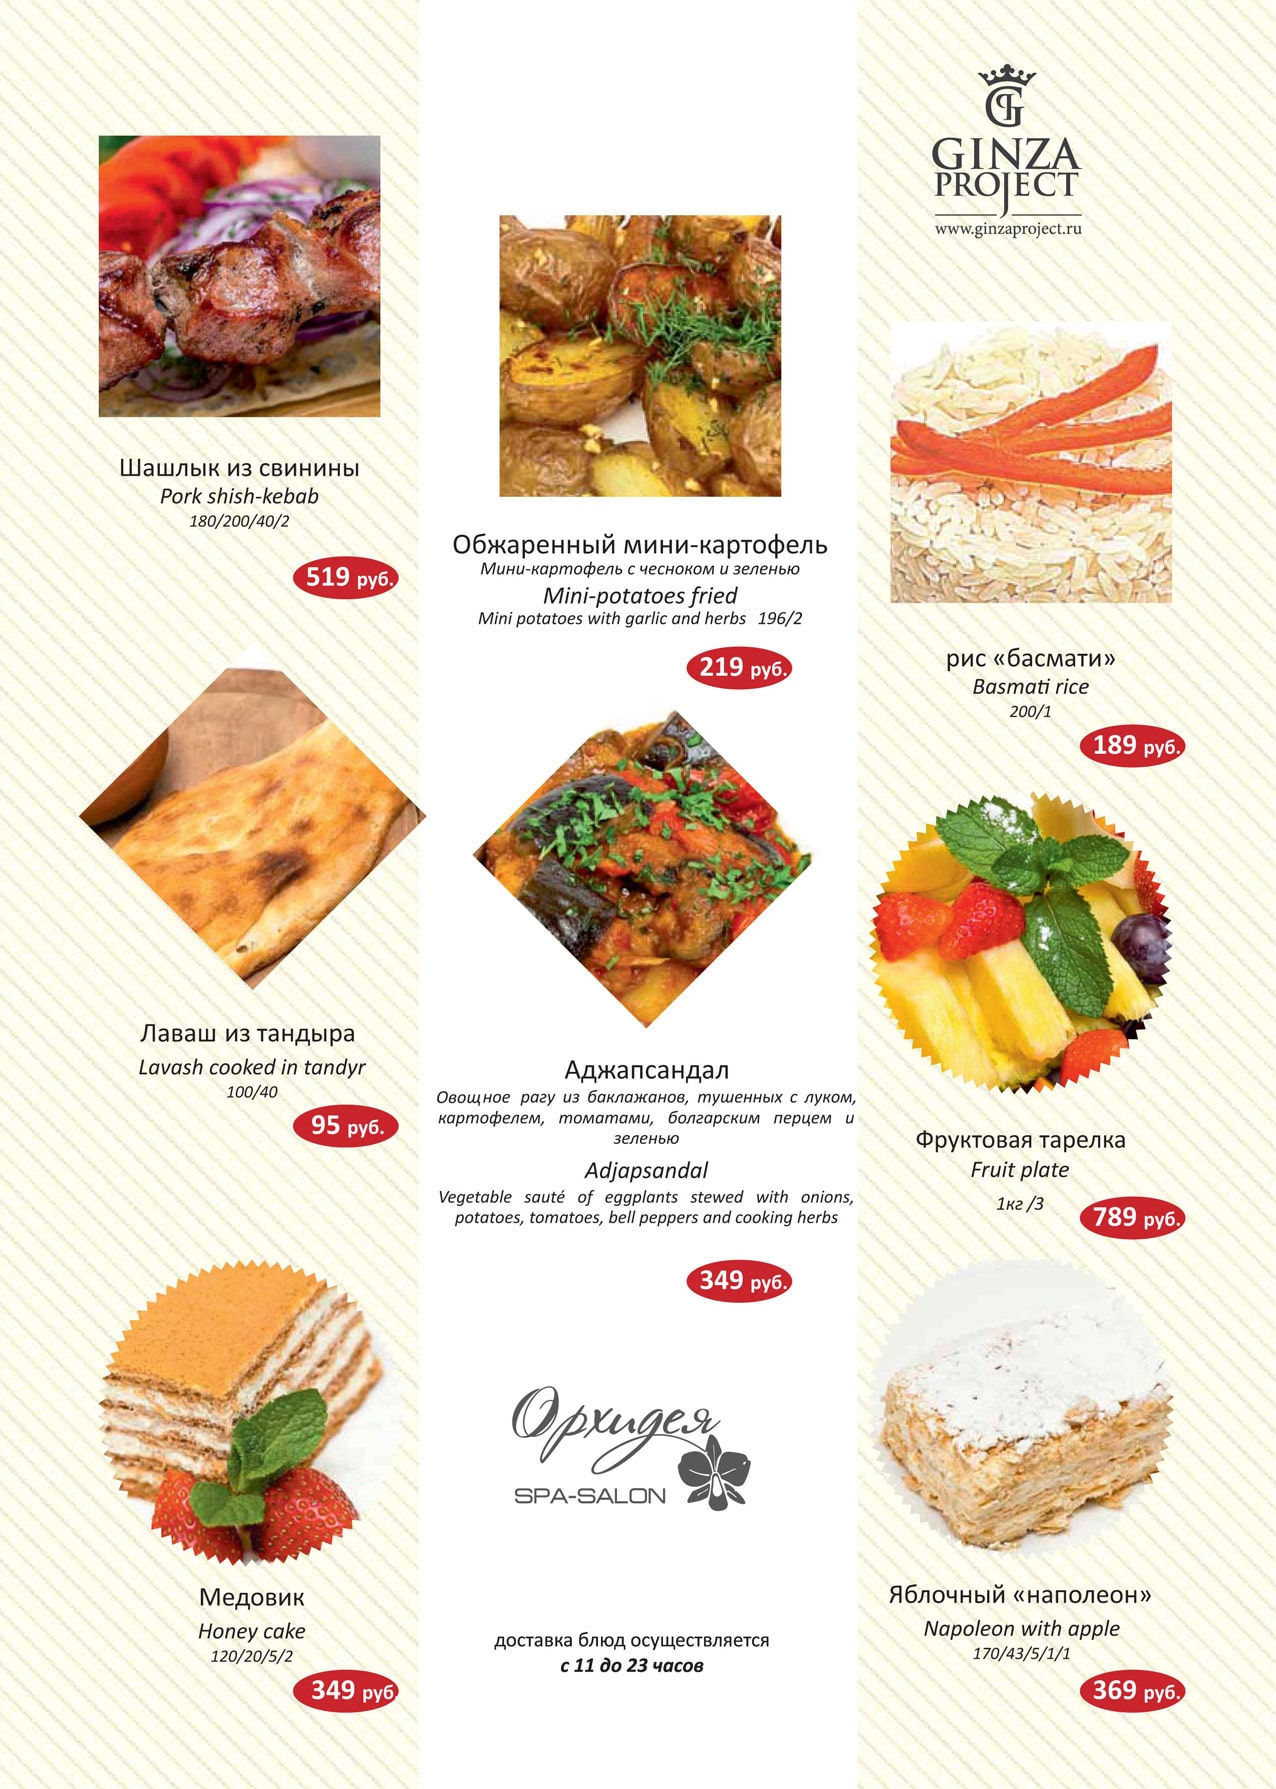 GINZA
PROJECT
www.ginzaproject.ru
Шашлык из свинины
Pork shish-kebab
180/200/40/2
519 руб.
Обжаренный мини-картофель
Мини-картофель с чесноком и зеленью
Mini-potatoes fried
Mini potatoes with garlic and herbs 196/2
219 руб.
рис «басмати»
Basmati rice
200/1
189 руб.
Лаваш из тандыра
Lavash cooked in tandyr
100/40
95 руб.
Аджапсандал
Овощное рагу из баклажанов, тушенных с луком,
картофелем, томатами, болгарским перцем и
зеленью
Adjapsandal
Vegetable sauté of eggplants stewed with onions,
potatoes, tomatoes, bell peppers and cooking herbs
349 руб.
Фруктовая тарелка
Fruit plate
1кг /3
789 руб.
Медовик
Honey cake
120/20/5/2
349 руб.
Орхидея
SPA-SALON
доставка блюд осуществляется
с 11 до 23 часов
Яблочный «наполеон»
Napoleon with apple
170/43/5/1/1
369 руб.